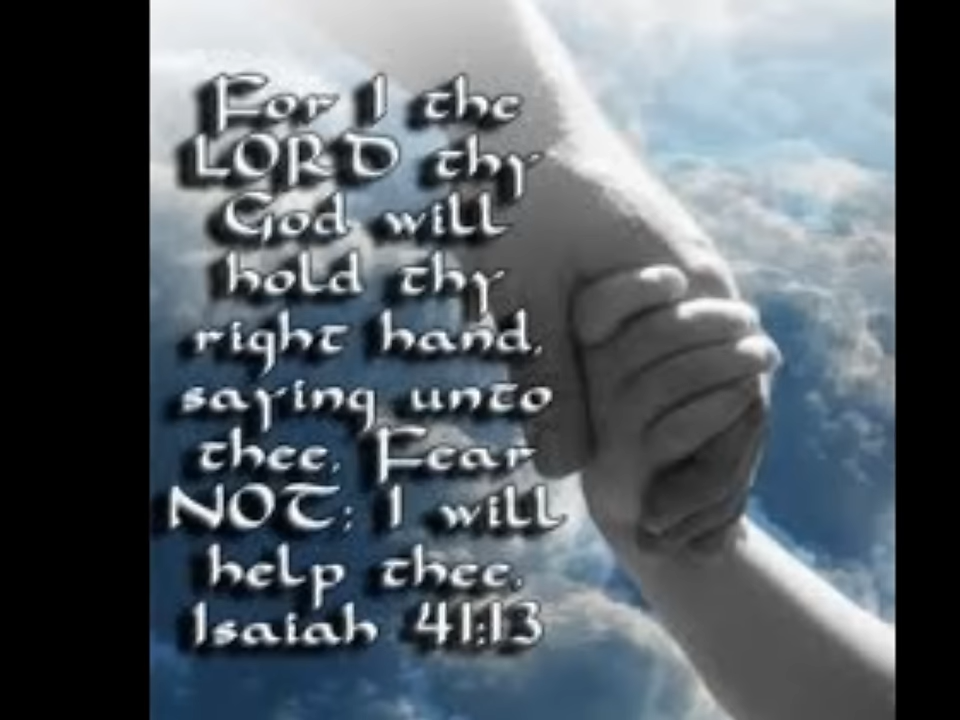 For I the
LORD thy
God will
hold thy
right hand,
saying unto
thee, Fear
NOT; I will
help thee.
Isaiah 41:13